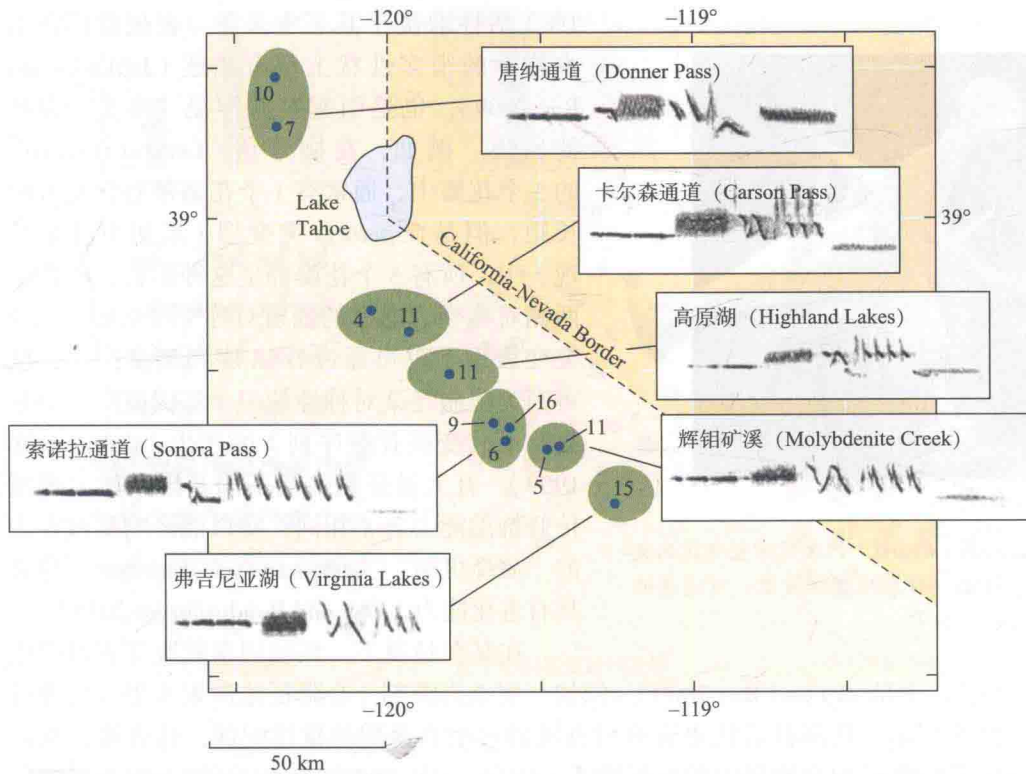 −120°
−119°
唐纳通道（Donner Pass）
10
7
卡尔森通道（Carson Pass）
39°
39°
Lake
Tahoe
California-Nevada Border
4
11
高原湖（Highland Lakes）
11
16
9
11
6
5
索诺拉通道（Sonora Pass）
辉钼矿溪（Molybdenite Creek）
15
弗吉尼亚湖（Virginia Lakes）
−120°
−119°
50 km